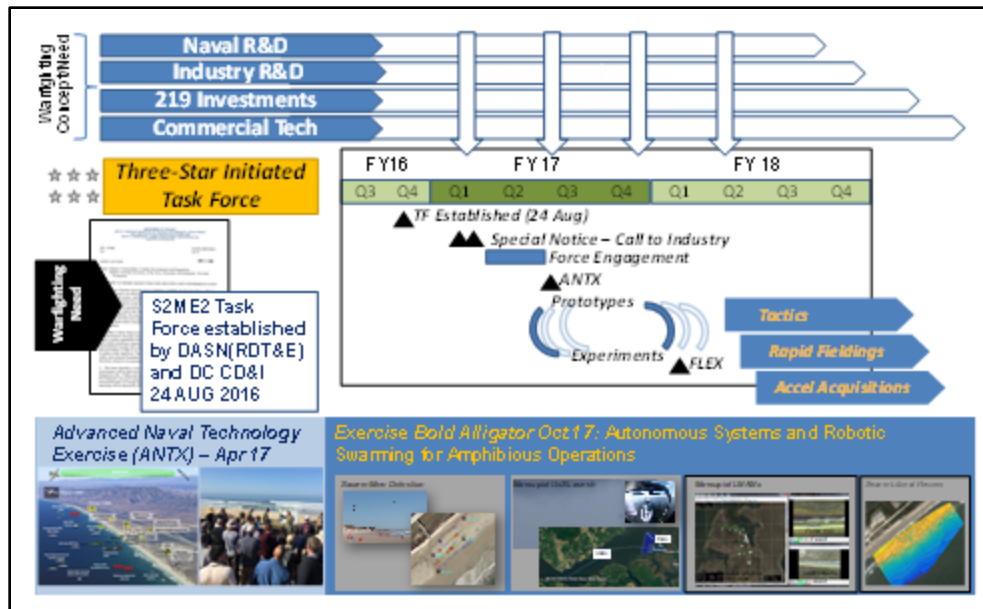 Warfighting
Concept/Need
Naval R&D
Industry R&D
219 Investments
Commercial Tech
Three-Star Initiated
Task Force
Warfighting
Need
S2ME2 Task
Force established
by DASN(RDT&E)
and DC CD&I
24 AUG 2016
FY16 FY17 FY 18
Q3 Q4 Q1 Q2 Q3 Q4 Q1 Q2 Q3 Q4
TF Established (24 Aug)
Special Notice – Call to Industry
Force Engagement
ANTX
Prototypes
Experiments
FLEX
Tactics
Rapid Fieldings
Accel Acquisitions
Advanced Naval Technology
Exercise (ANTX) – Apr 17
Exercise Bold Alligator Oct 17: Autonomous Systems and Robotic
Swarming for Amphibious Operations